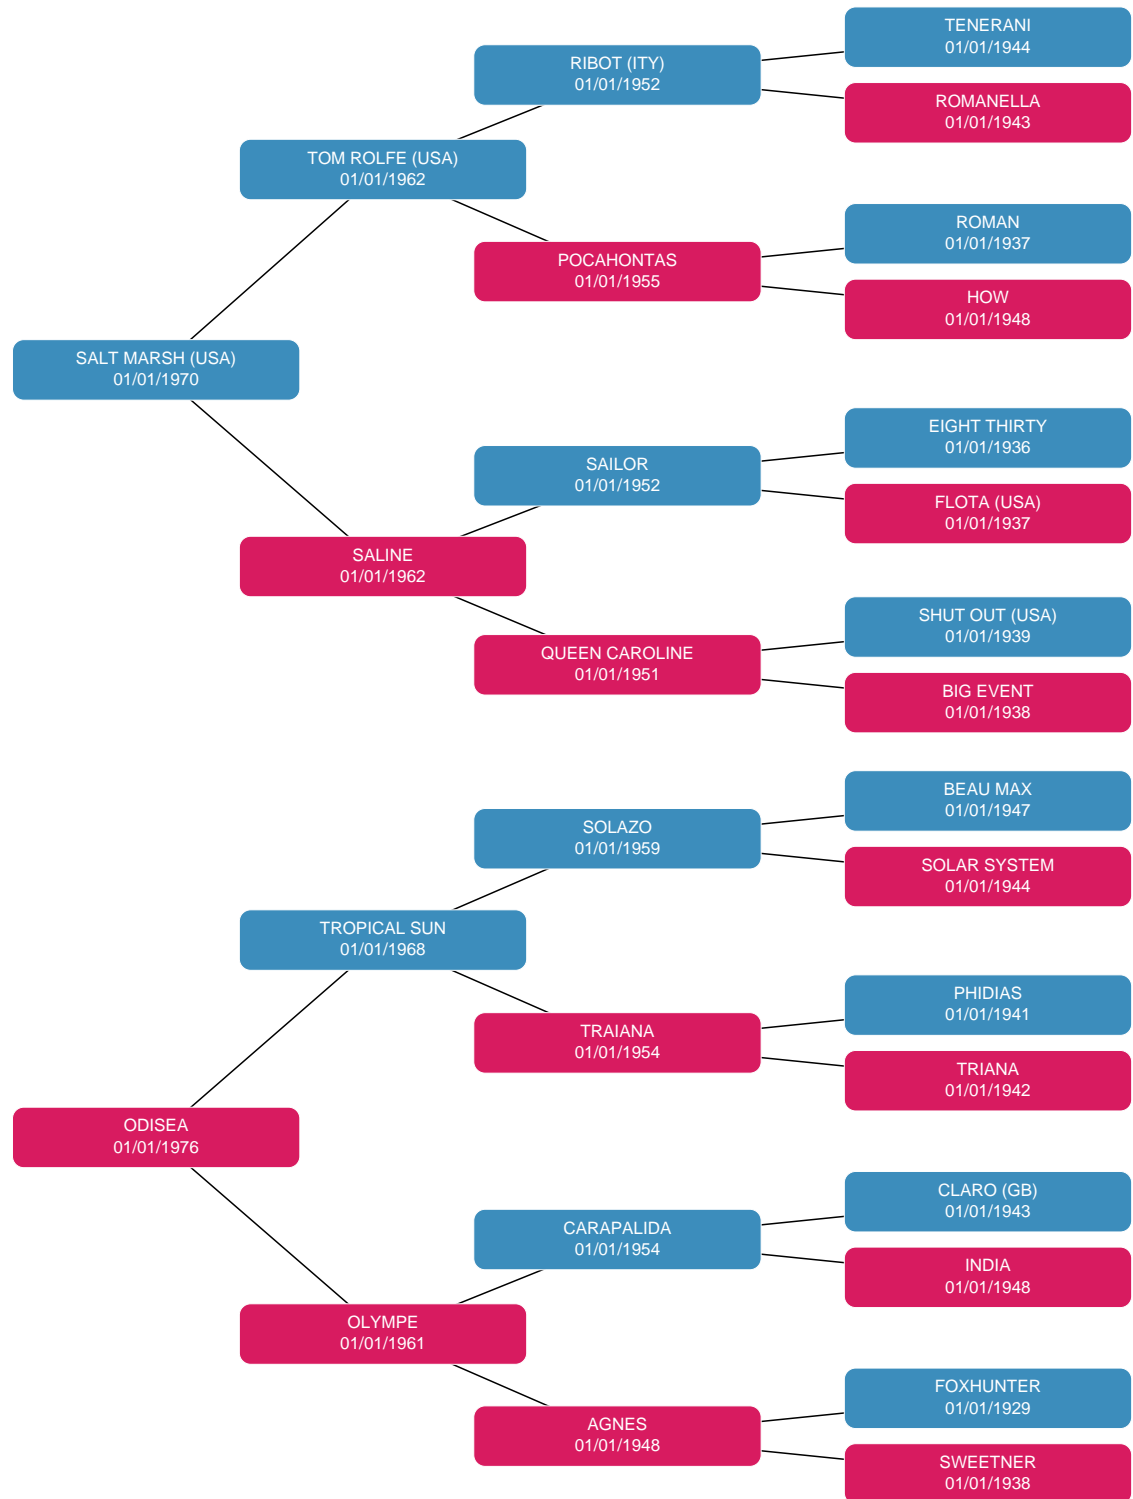 TENERANI
01/01/1944
RIBOT (ITY)
01/01/1952
ROMANELLA
01/01/1943
TOM ROLFE (USA)
01/01/1962
ROMAN
01/01/1937
POCAHONTAS
01/01/1955
HOW
01/01/1948
SALT MARSH (USA)
01/01/1970
EIGHT THIRTY
01/01/1936
SAILOR
01/01/1952
FLOTA (USA)
01/01/1937
SALINE
01/01/1962
SHUT OUT (USA)
01/01/1939
QUEEN CAROLINE
01/01/1951
BIG EVENT
01/01/1938
BEAU MAX
01/01/1947
SOLAZO
01/01/1959
SOLAR SYSTEM
01/01/1944
TROPICAL SUN
01/01/1968
PHIDIAS
01/01/1941
TRAIANA
01/01/1954
TRIANA
01/01/1942
ODISEA
01/01/1976
CLARO (GB)
01/01/1943
CARAPALIDA
01/01/1954
INDIA
01/01/1948
OLYMPE
01/01/1961
FOXHUNTER
01/01/1929
AGNES
01/01/1948
SWEETNER
01/01/1938